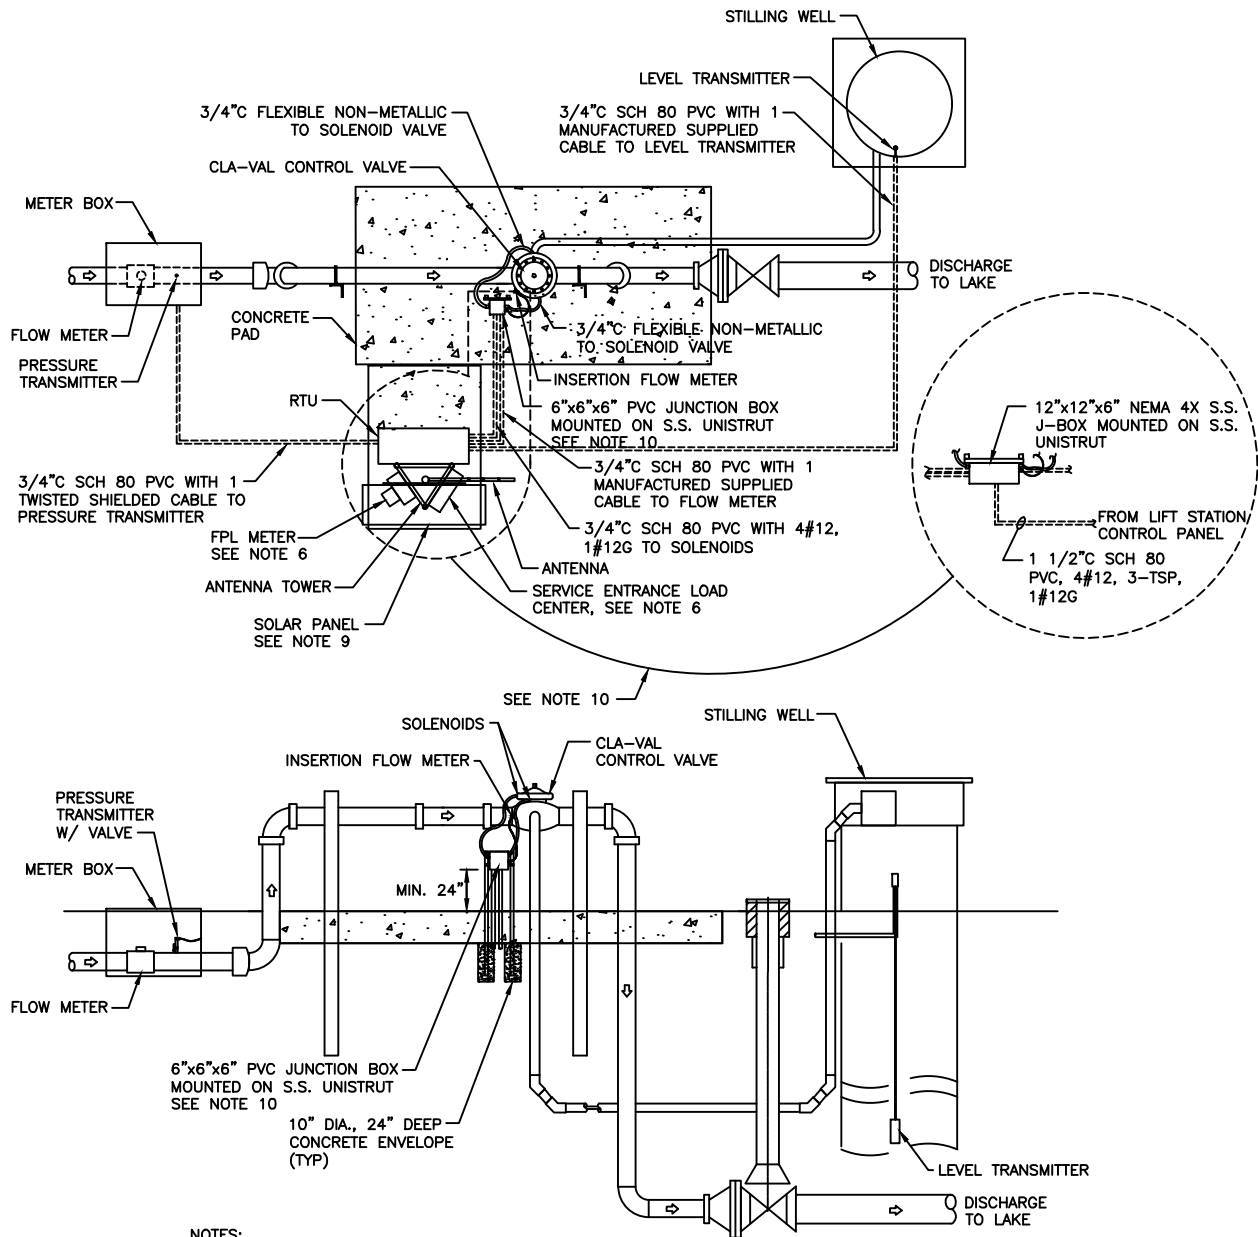 STILLING WELL
LEVEL TRANSMITTER
3/4"C FLEXIBLE NON-METALLIC
TO SOLENOID VALVE
3/4"C SCH 80 PVC WITH 1
MANUFACTURED SUPPLIED
CABLE TO LEVEL TRANSMITTER
CLA-VAL CONTROL VALVE
METER BOX
DISCHARGE
TO LAKE
FLOW METER
CONCRETE
PAD
3/4"C FLEXIBLE NON-METALLIC
TO SOLENOID VALVE
PRESSURE
TRANSMITTER
INSERTION FLOW METER
RTU
6"x6"x6" PVC JUNCTION BOX
MOUNTED ON S.S. UNISTRUT
SEE NOTE 10
12"x12"x6" NEMA 4X S.S.
J-BOX MOUNTED ON S.S.
UNISTRUT
3/4"C SCH 80 PVC WITH 1
TWISTED SHIELDED CABLE TO
PRESSURE TRANSMITTER
3/4"C SCH 80 PVC WITH 1
MANUFACTURED SUPPLIED
CABLE TO FLOW METER
FROM LIFT STATION
CONTROL PANEL
3/4"C SCH 80 PVC WITH 4#12,
1#12G TO SOLENOIDS
FPL METER
SEE NOTE 6
1 1/2"C SCH 80
PVC, 4#12, 3-TSP,
1#12G
ANTENNA
ANTENNA TOWER
SERVICE ENTRANCE LOAD
CENTER, SEE NOTE 6
SOLAR PANEL
SEE NOTE 9
SEE NOTE 10
SOLENOIDS
STILLING WELL
CLA-VAL
CONTROL VALVE
INSERTION FLOW METER
PRESSURE
TRANSMITTER
W/ VALVE
METER BOX
MIN. 24"
FLOW METER
6"x6"x6" PVC JUNCTION BOX
MOUNTED ON S.S. UNISTRUT
SEE NOTE 10
10" DIA., 24" DEEP
CONCRETE ENVELOPE
(TYP)
LEVEL TRANSMITTER
DISCHARGE
TO LAKE
NOTES: